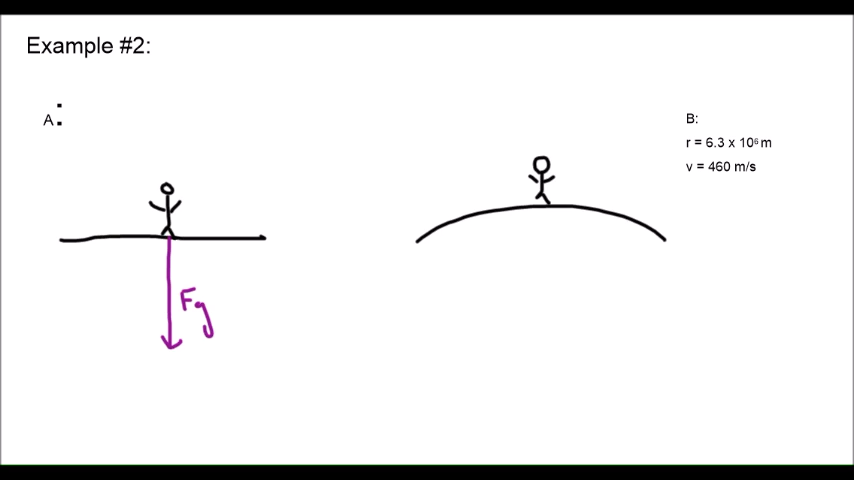 Example #2:
A:
B:
r = 6.3 x 10⁶ m
v = 460 m/s
Fg